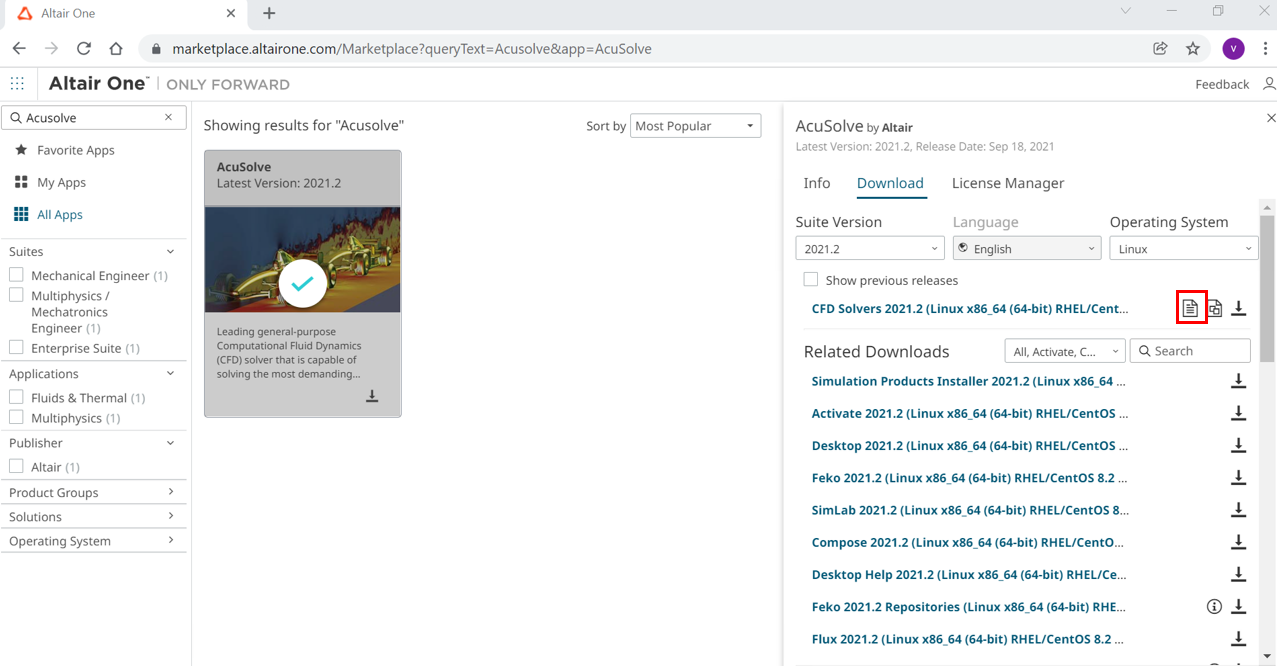 Altair One
marketplace.altairone.com/Marketplace?queryText=Acusolve&app=AcuSolve
V
Altair One™ | ONLY FORWARD
Feedback
Acusolve
Favorite Apps
My Apps
All Apps
Suites
Mechanical Engineer (1)
Multiphysics /
Mechatronics
Engineer (1)
Enterprise Suite (1)
Applications
Fluids & Thermal (1)
Multiphysics (1)
Publisher
Altair (1)
Product Groups
Solutions
Operating System
Showing results for "Acusolve"
Sort by Most Popular
AcuSolve
Latest Version: 2021.2
Leading general-purpose
Computational Fluid Dynamics
(CFD) solver that is capable of
solving the most demanding...
AcuSolve by Altair
Latest Version: 2021.2, Release Date: Sep 18, 2021
Info Download License Manager
Suite Version Language Operating System
2021.2 English Linux
Show previous releases
CFD Solvers 2021.2 (Linux x86_64 (64-bit) RHEL/Cent...
Related Downloads All, Activate, C... Search
Simulation Products Installer 2021.2 (Linux x86_64 ...
Activate 2021.2 (Linux x86_64 (64-bit) RHEL/CentOS ...
Desktop 2021.2 (Linux x86_64 (64-bit) RHEL/CentOS ...
Feko 2021.2 (Linux x86_64 (64-bit) RHEL/CentOS 8.2 ...
SimLab 2021.2 (Linux x86_64 (64-bit) RHEL/CentOS 8...
Compose 2021.2 (Linux x86_64 (64-bit) RHEL/CentO...
Desktop Help 2021.2 (Linux x86_64 (64-bit) RHEL/Ce...
Feko 2021.2 Repositories (Linux x86_64 (64-bit) RHE...
Flux 2021.2 (Linux x86_64 (64-bit) RHEL/CentOS 8.2 ...